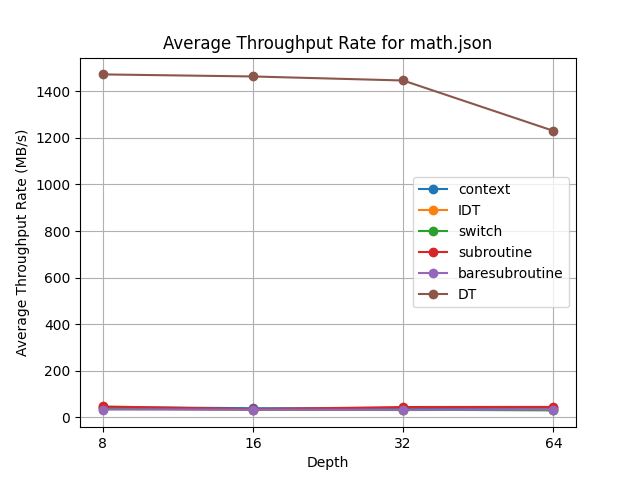 Average Throughput Rate for math.json
Average Throughput Rate (MB/s)
1400
1200
1000
800
600
400
200
0
context
IDT
switch
subroutine
baresubroutine
DT
8
16
32
64
Depth